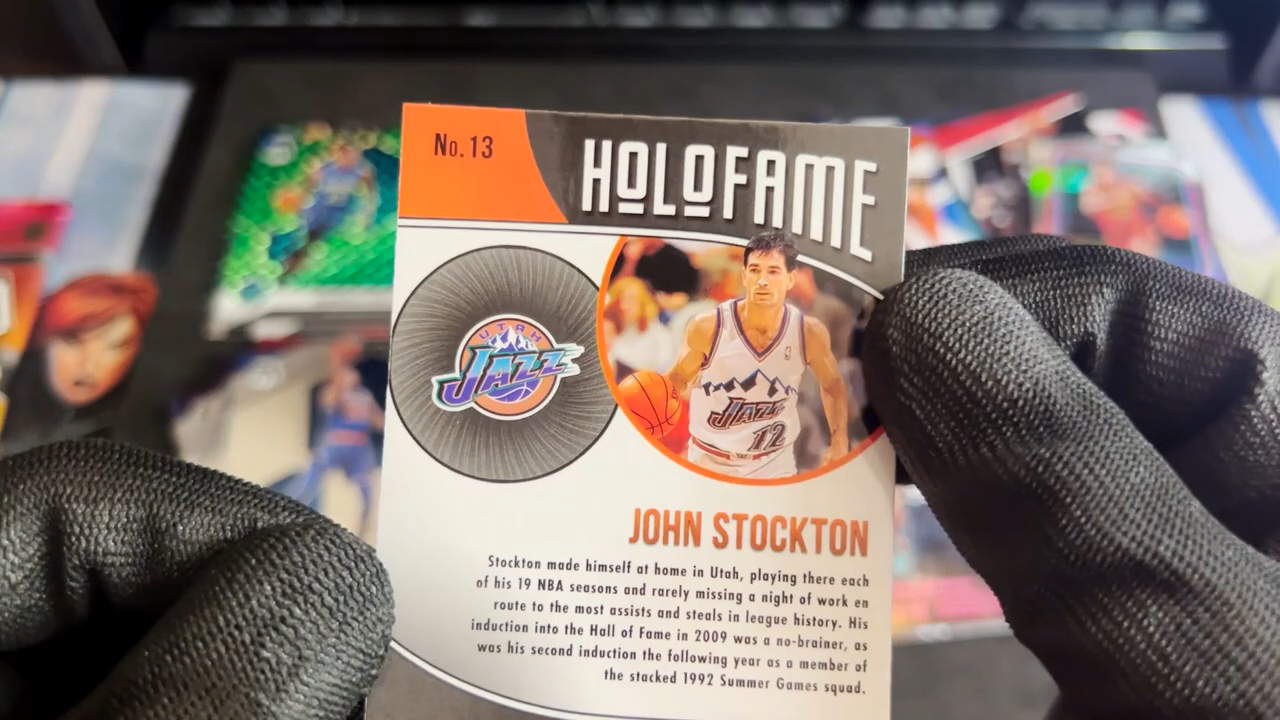 No. 13
HOLOFAME
UTAH
JAZZ
JAZZ
12
JOHN STOCKTON
Stockton made himself at home in Utah, playing there each
of his 19 NBA seasons and rarely missing a night of work en
route to the most assists and steals in league history. His
induction into the Hall of Fame in 2009 was a no-brainer, as
was his second induction the following year as a member of
the stacked 1992 Summer Games squad.